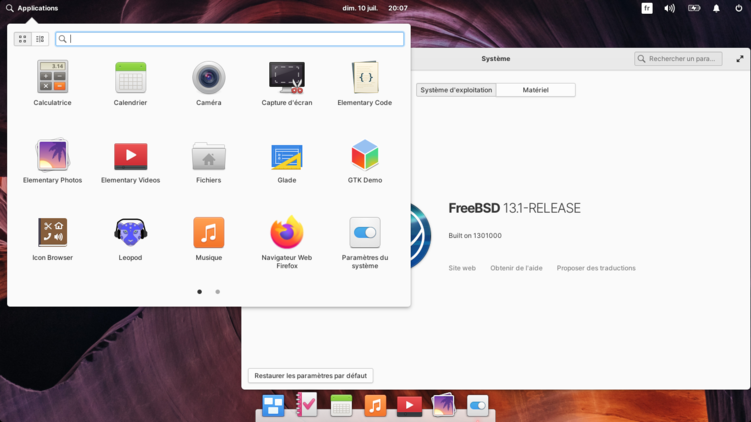 Applications
dim. 10 juil. 20:07
fr
Calculatrice
3.14
Calendrier
Caméra
Capture d'écran
Elementary Code
{ }
Elementary Photos
Elementary Videos
Fichiers
Glade
GTK Demo
Icon Browser
Leopod
Musique
Navigateur Web
Firefox
Paramètres du
système
Système
Rechercher un para...
Système d'exploitation
Matériel
FreeBSD 13.1-RELEASE
Built on 1301000
Site web
Obtenir de l'aide
Proposer des traductions
Restaurer les paramètres par défaut